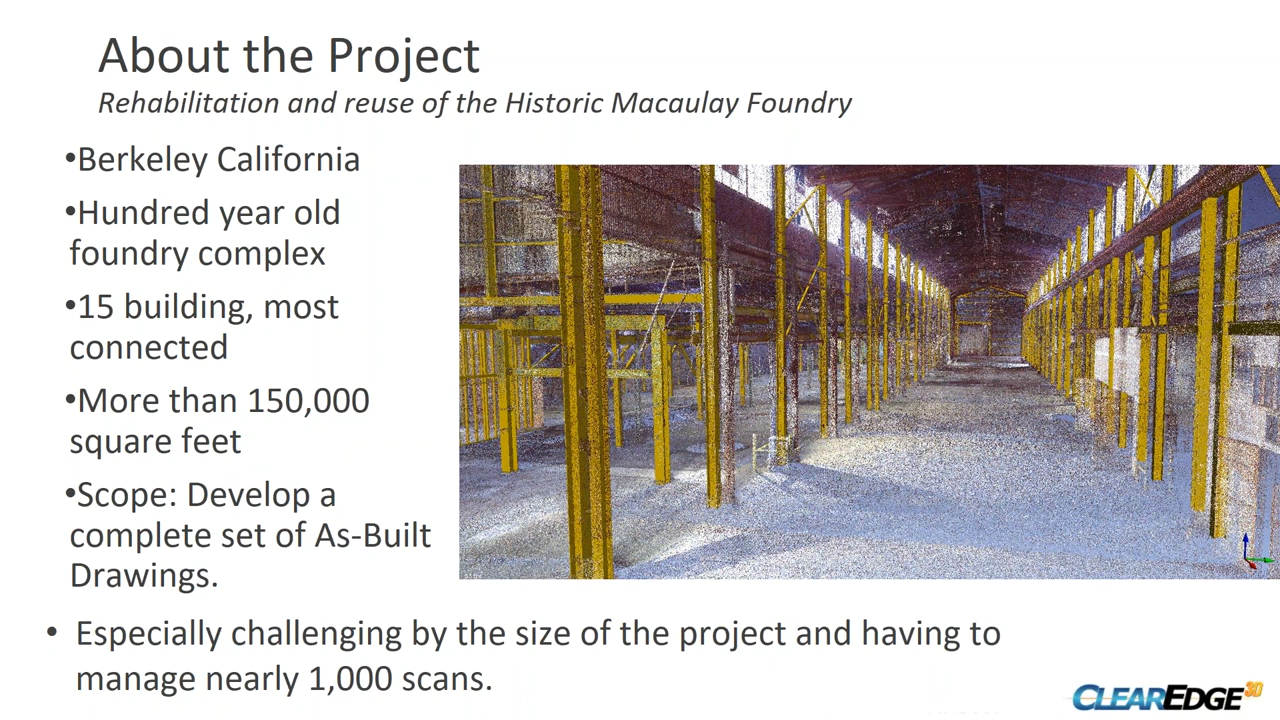 About the Project
Rehabilitation and reuse of the Historic Macaulay Foundry
•Berkeley California
•Hundred year old
foundry complex
•15 building, most
connected
•More than 150,000
square feet
•Scope: Develop a
complete set of As-Built
Drawings.
• Especially challenging by the size of the project and having to
manage nearly 1,000 scans.
CLEAREDGE 3D